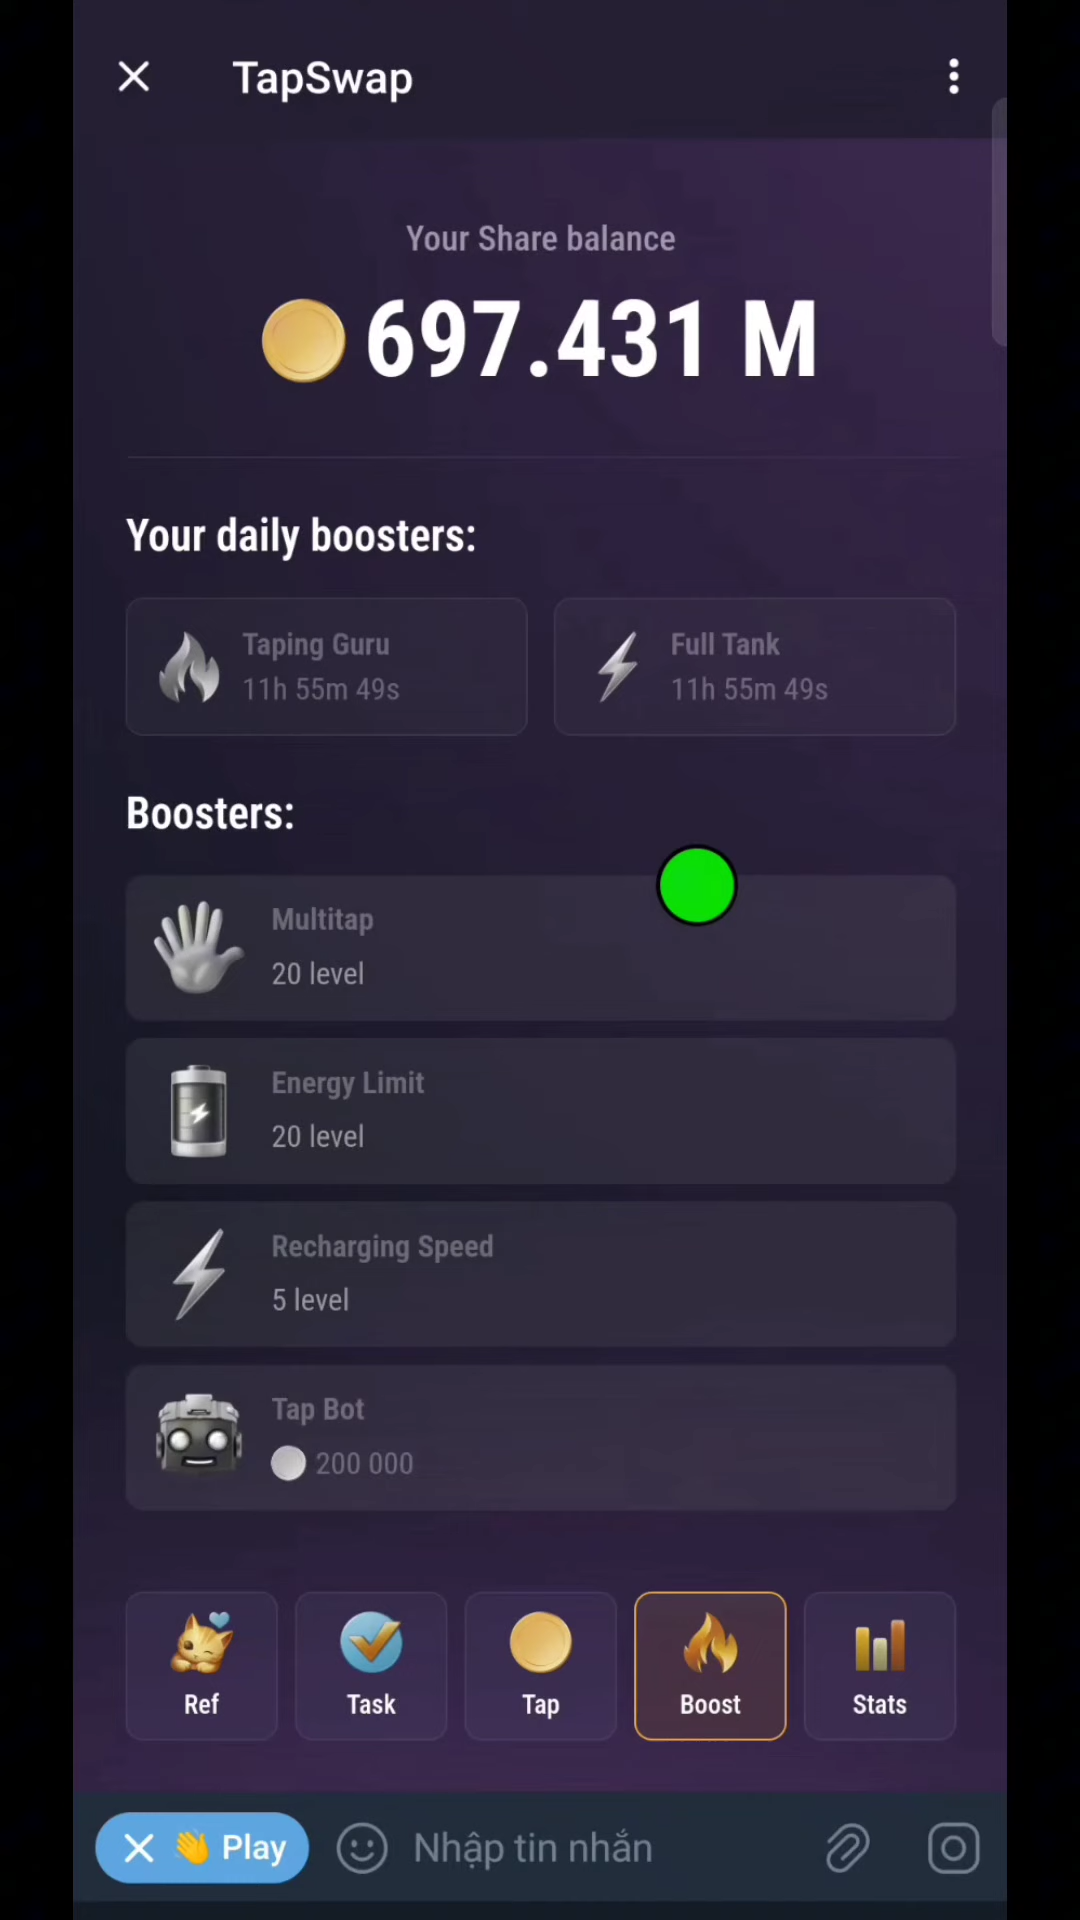 TapSwap
Your Share balance
697.431 M
Your daily boosters:
Taping Guru
11h 55m 49s
Full Tank
11h 55m 49s
Boosters:
Multitap
20 level
Energy Limit
20 level
Recharging Speed
5 level
Tap Bot
200 000
Ref
Task
Tap
Boost
Stats
Play
Nhập tin nhắn